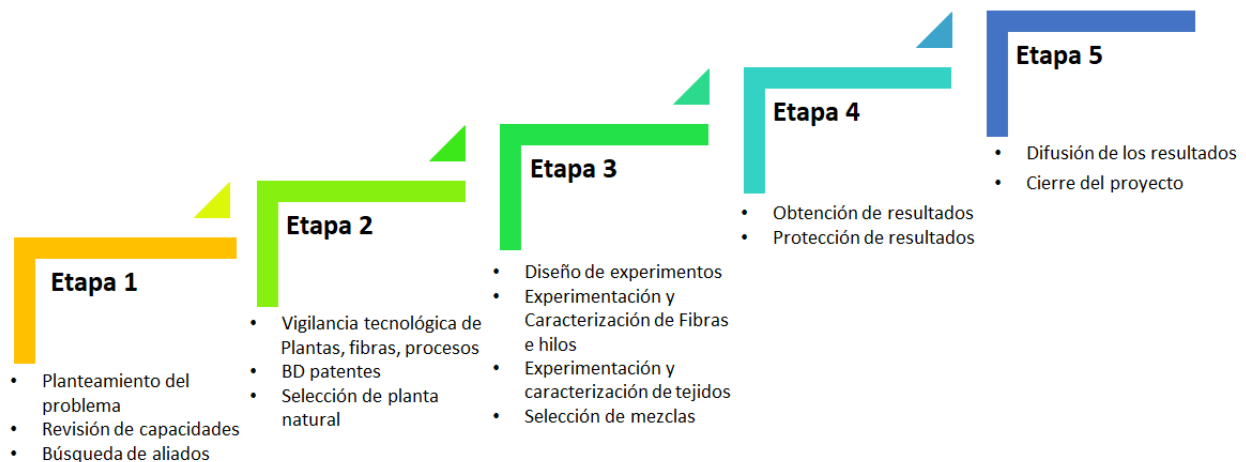 Etapa 1
• Planteamiento del
problema
• Revisión de capacidades
• Búsqueda de aliados
Etapa 2
• Vigilancia tecnológica de
Plantas, fibras, procesos
• BD patentes
• Selección de planta
natural
Etapa 3
• Diseño de experimentos
• Experimentación y
Caracterización de Fibras
e hilos
• Experimentación y
caracterización de tejidos
• Selección de mezclas
Etapa 4
• Obtención de resultados
• Protección de resultados
Etapa 5
• Difusión de los resultados
• Cierre del proyecto